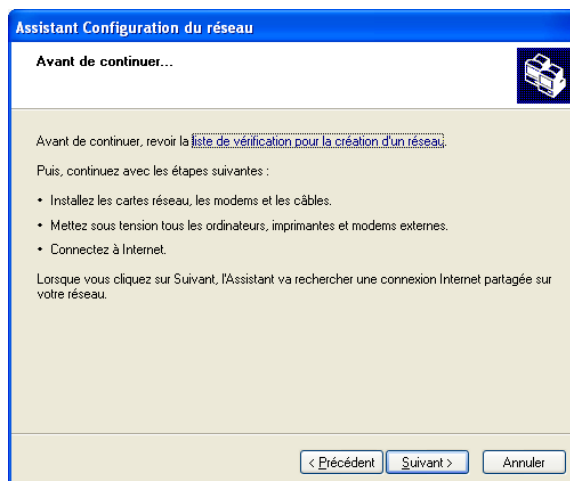 Assistant Configuration du réseau
Avant de continuer...
Avant de continuer, revoir la liste de vérification pour la création d'un réseau.
Puis, continuez avec les étapes suivantes :
• Installez les cartes réseau, les modems et les câbles.
• Mettez sous tension tous les ordinateurs, imprimantes et modems externes.
• Connectez à Internet.
Lorsque vous cliquez sur Suivant, l'Assistant va rechercher une connexion Internet partagée sur
votre réseau.
< Précédent Suivant > Annuler